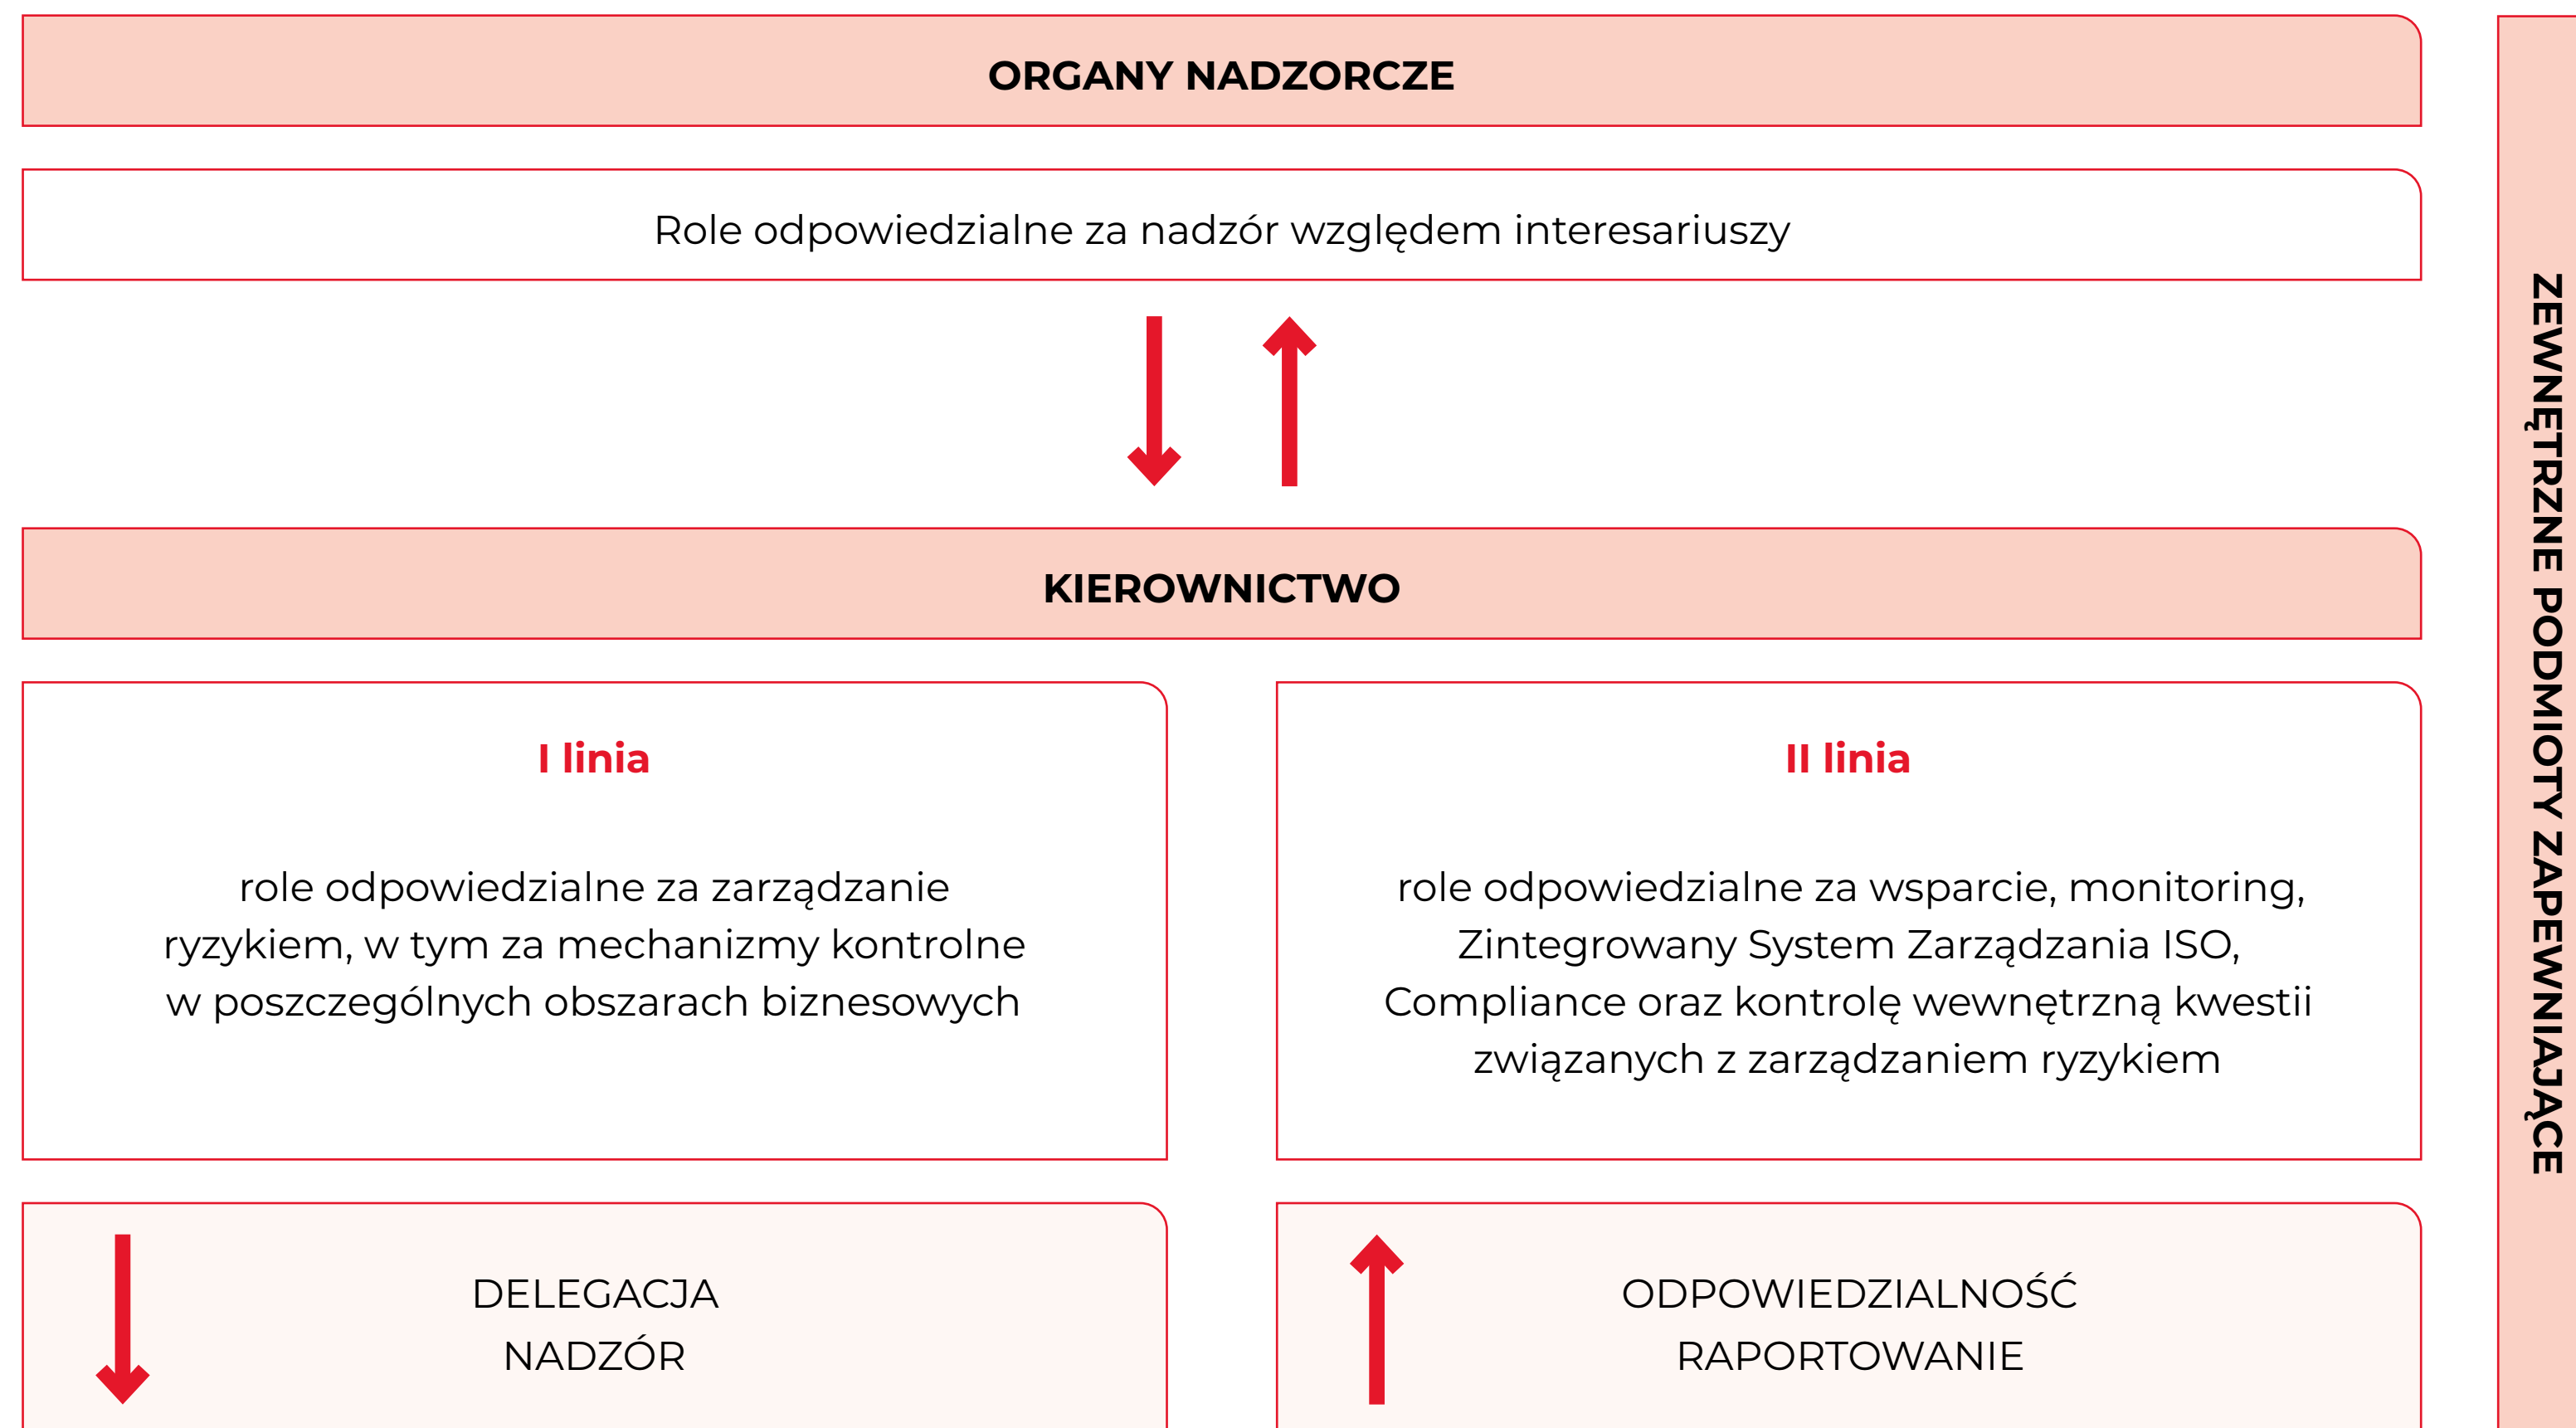 ORGANY NADZORCZE
Role odpowiedzialne za nadzór względem interesariuszy
KIEROWNICTWO
I linia
role odpowiedzialne za zarządzanie
ryzykiem, w tym za mechanizmy kontrolne
w poszczególnych obszarach biznesowych
II linia
role odpowiedzialne za wsparcie, monitoring,
Zintegrowany System Zarządzania ISO,
Compliance oraz kontrolę wewnętrzną kwestii
związanych z zarządzaniem ryzykiem
DELEGACJA
NADZÓR
ODPOWIEDZIALNOŚĆ
RAPORTOWANIE
ZEWNĘTRZNE PODMIOTY ZAPEWNIAJĄCE